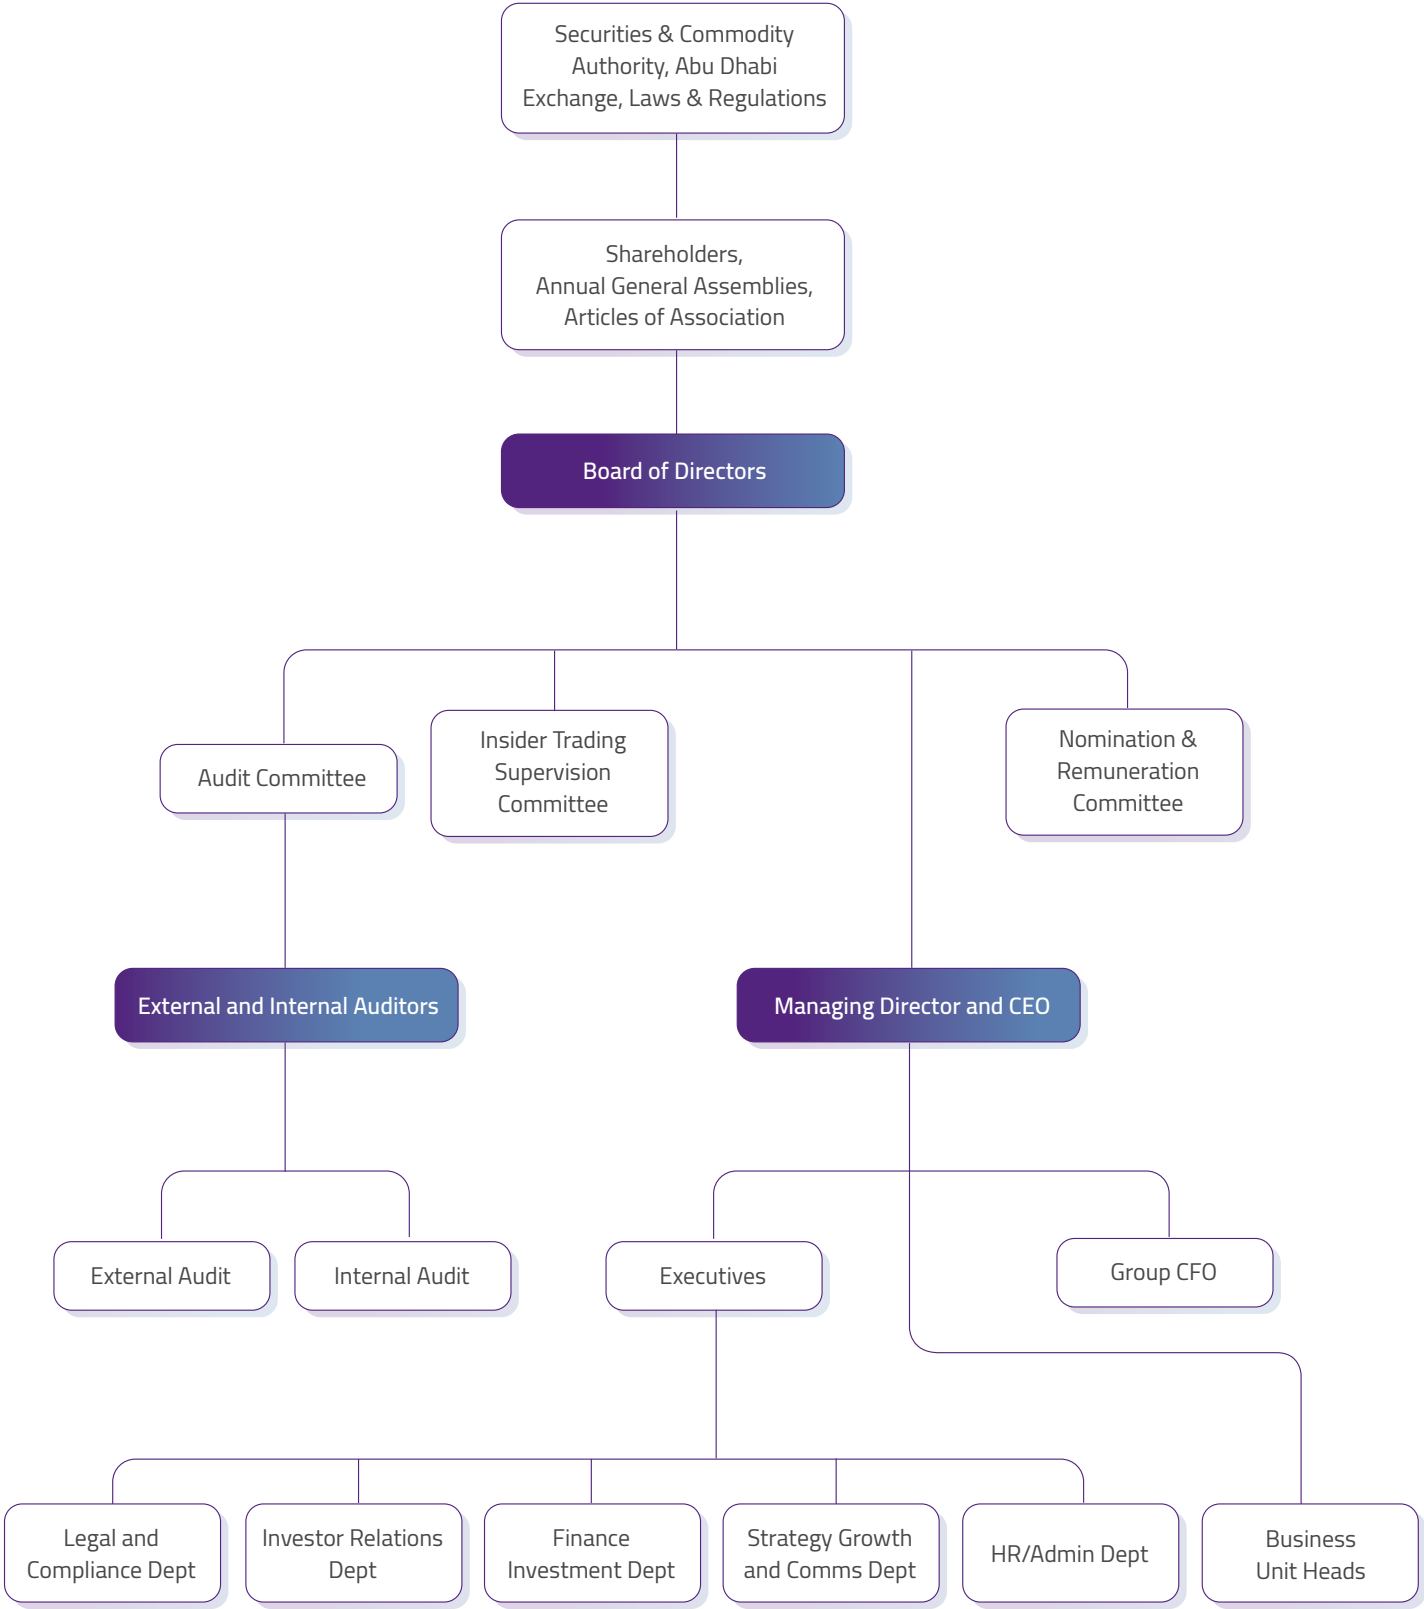 Securities & Commodity
Authority, Abu Dhabi
Exchange, Laws & Regulations
Shareholders,
Annual General Assemblies,
Articles of Association
Board of Directors
Audit Committee
Insider Trading
Supervision
Committee
Nomination &
Remuneration
Committee
External and Internal Auditors
Managing Director and CEO
External Audit
Internal Audit
Executives
Group CFO
Legal and
Compliance Dept
Investor Relations
Dept
Finance
Investment Dept
Strategy Growth
and Comms Dept
HR/Admin Dept
Business
Unit Heads